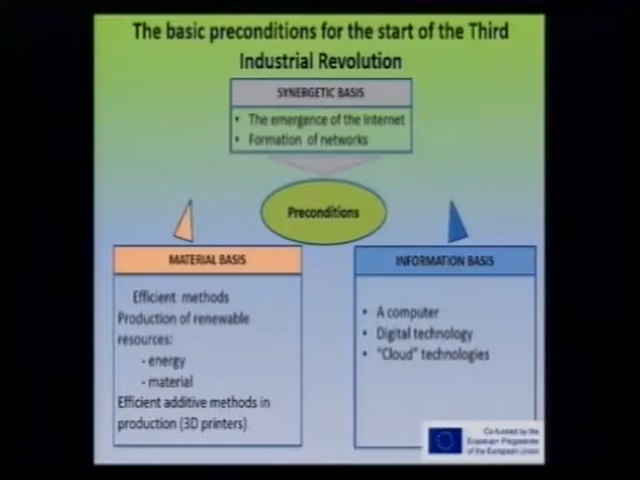 The basic preconditions for the start of the Third
Industrial Revolution
SYNERGETIC BASIS
• The emergence of the Internet
• Formation of networks
Preconditions
MATERIAL BASIS
Efficient methods
Production of renewable
resources:
- energy
- material
Efficient additive methods in
production (3D printers)
INFORMATION BASIS
• A computer
• Digital technology
• "Cloud" technologies
Co-funded by the
Erasmus+ Programme
of the European Union